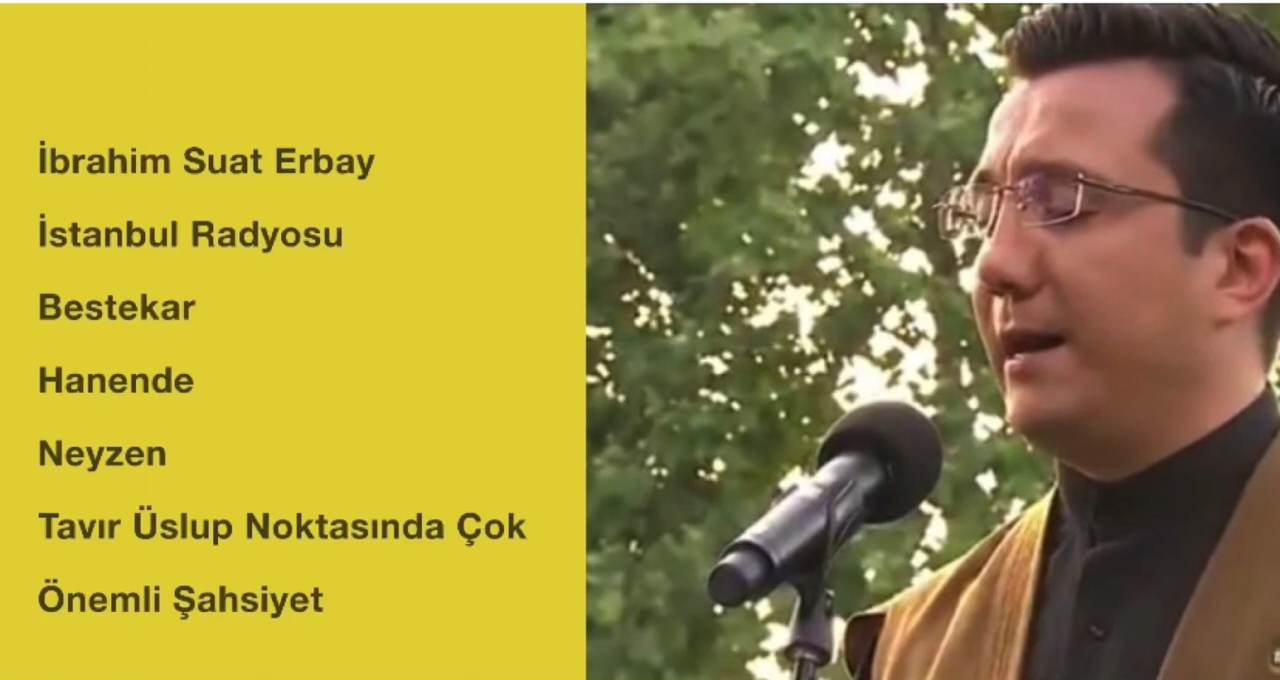 İbrahim Suat Erbay
İstanbul Radyosu
Bestekar
Hanende
Neyzen
Tavır Üslup Noktasında Çok
Önemli Şahsiyet